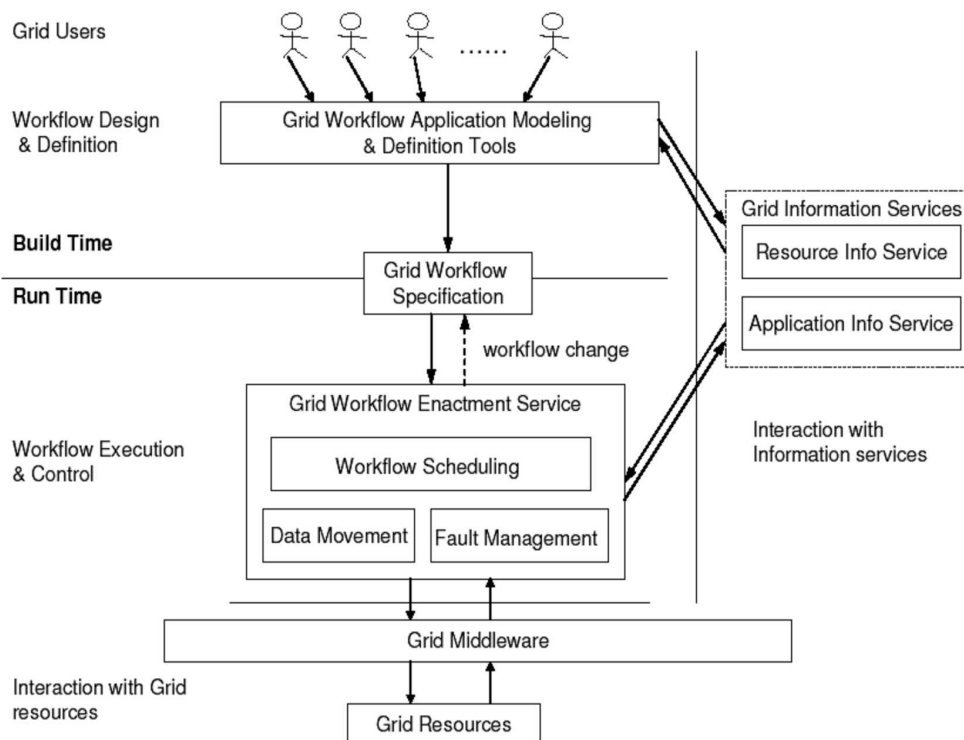 Grid Users
......
Workflow Design
& Definition
Grid Workflow Application Modeling
& Definition Tools
Grid Information Services
Resource Info Service
Application Info Service
Build Time
Run Time
Grid Workflow
Specification
workflow change
Grid Workflow Enactment Service
Workflow Scheduling
Data Movement
Fault Management
Workflow Execution
& Control
Interaction with
Information services
Grid Middleware
Interaction with Grid
resources
Grid Resources